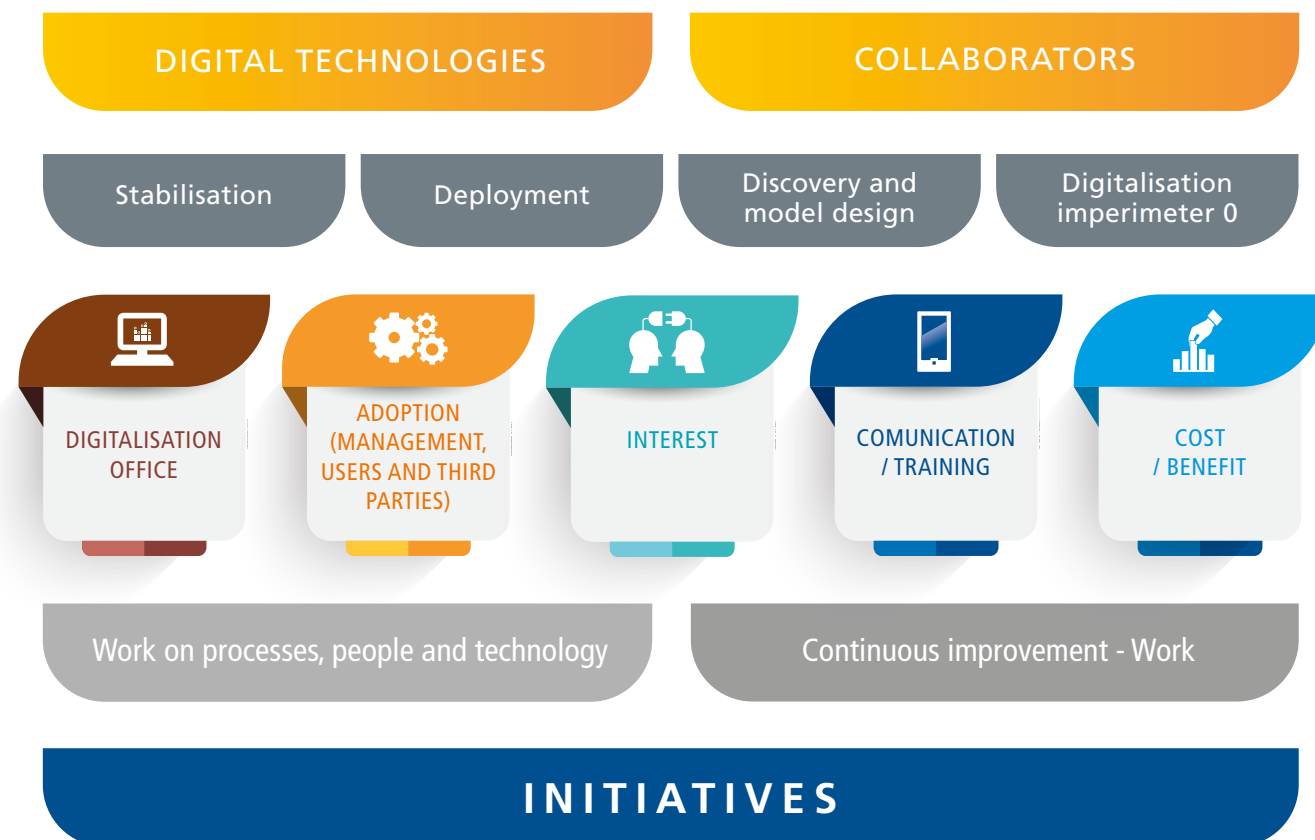 DIGITAL TECHNOLOGIES
COLLABORATORS
Stabilisation
Deployment
Discovery and
model design
Digitalisation
imperimeter 0
DIGITALISATION
OFFICE
ADOPTION
(MANAGEMENT,
USERS AND THIRD
PARTIES)
INTEREST
COMUNICATION
/ TRAINING
COST
/ BENEFIT
Work on processes, people and technology
Continuous improvement - Work
INITIATIVES